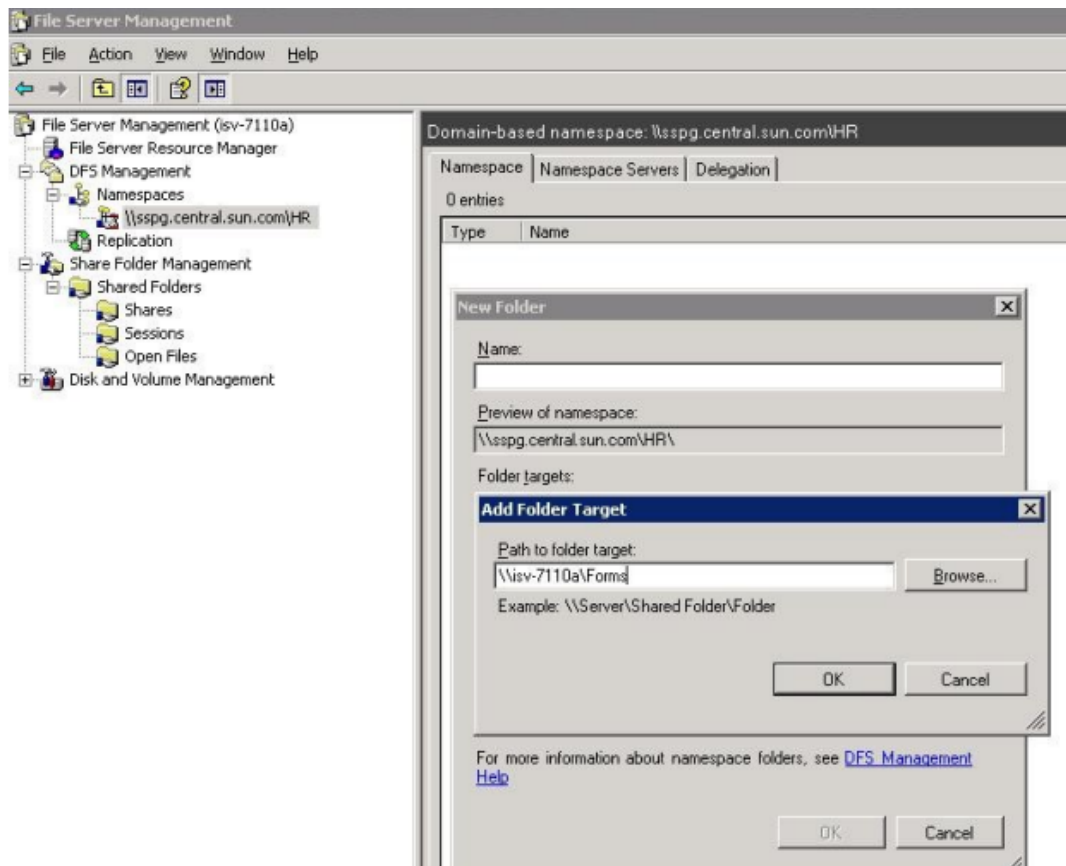 File Server Management
File Action View Window Help
File Server Management (isv-7110a)
File Server Resource Manager
DFS Management
Namespaces
\\sspg.central.sun.com\HR
Replication
Share Folder Management
Shared Folders
Shares
Sessions
Open Files
Disk and Volume Management
Domain-based namespace: \\sspg.central.sun.com\HR
Namespace Namespace Servers Delegation
0 entries
Type Name
New Folder
Name:
Preview of namespace:
\\sspg.central.sun.com\HR\
Folder targets:
Add Folder Target
Path to folder target:
\\isv-7110a\Forms
Browse...
Example: \\Server\Shared Folder\Folder
OK Cancel
For more information about namespace folders, see DFS Management
Help
OK Cancel